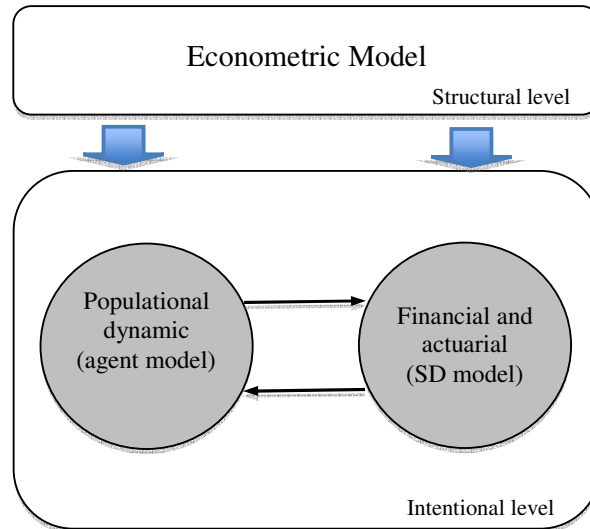 Econometric Model
Structural level
Populational
dynamic
(agent model)
Financial and
actuarial
(SD model)
Intentional level